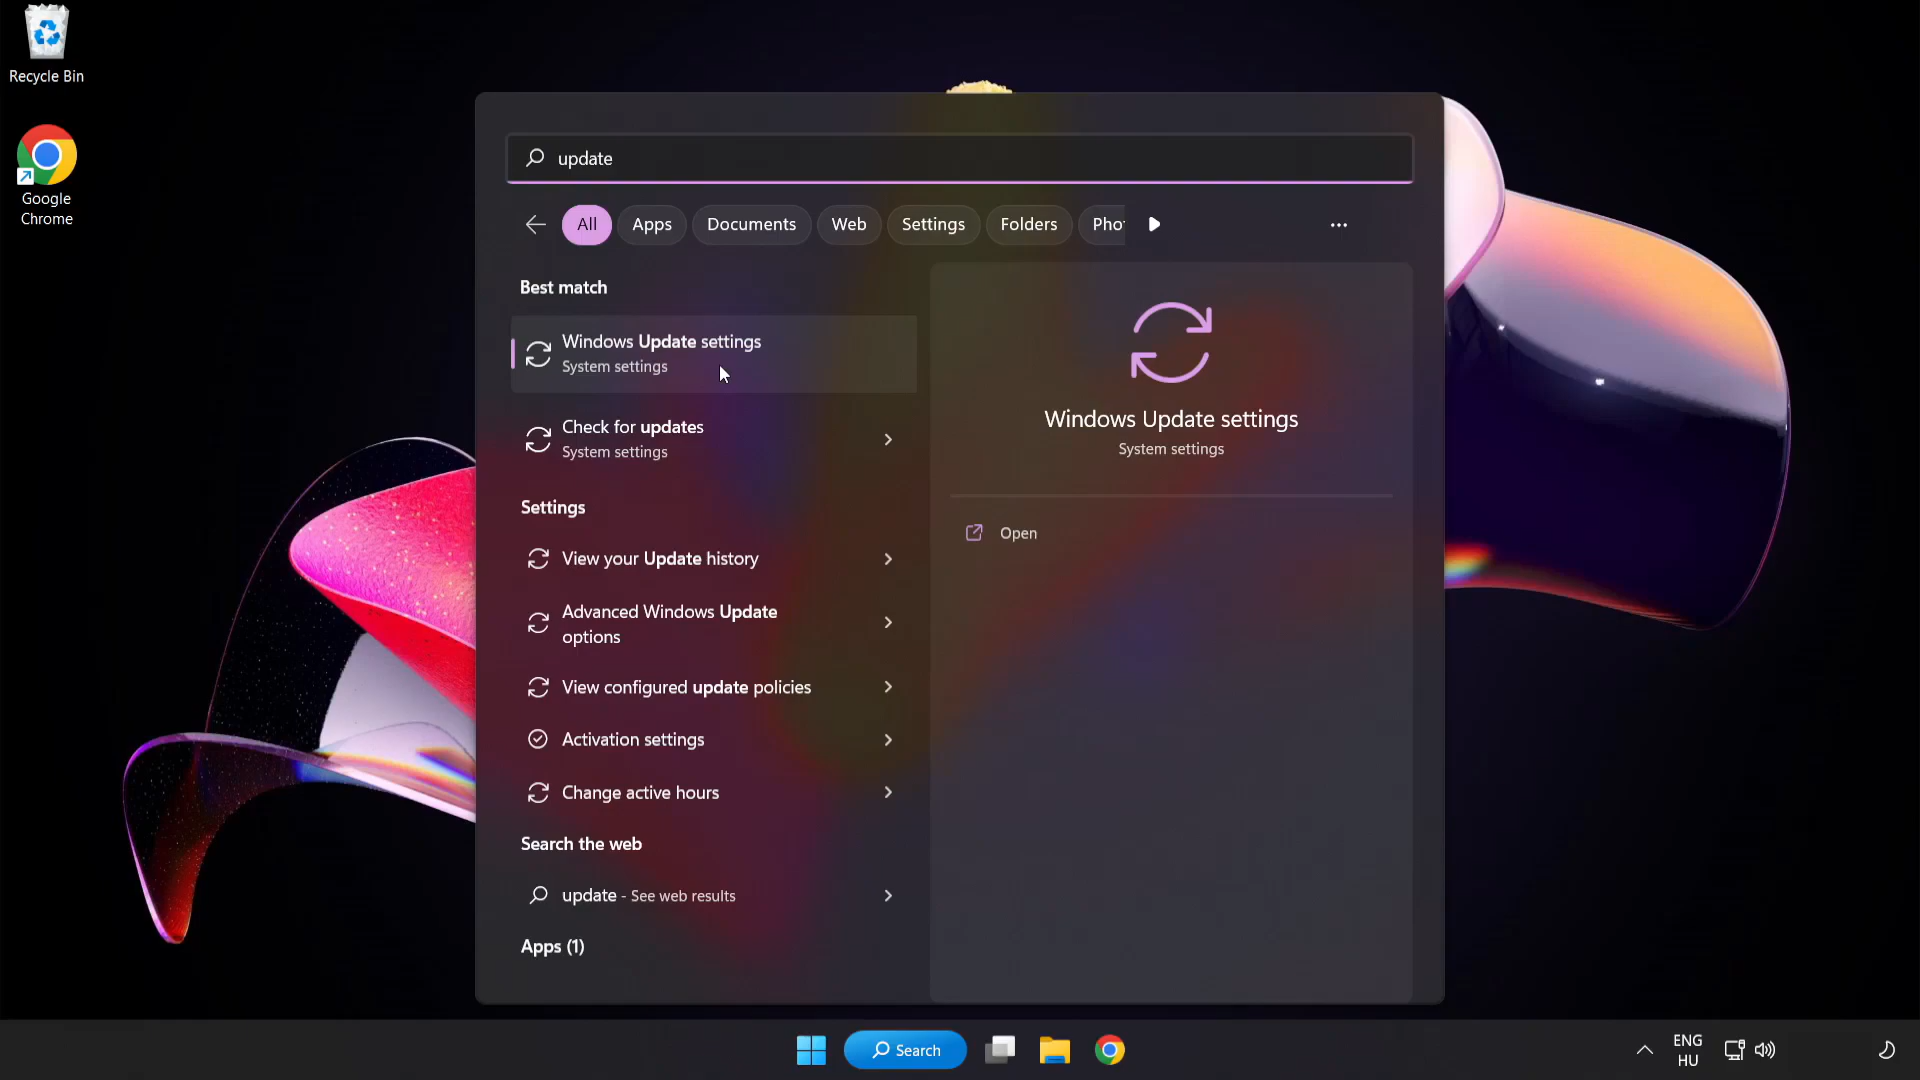 Recycle Bin
Google
Chrome
update
All
Apps
Documents
Web
Settings
Folders
Pho
Best match
Windows Update settings
System settings
Check for updates
System settings
Settings
View your Update history
Advanced Windows Update
options
View configured update policies
Activation settings
Change active hours
Search the web
update - See web results
Apps (1)
Windows Update settings
System settings
Open
Search
ENG
HU